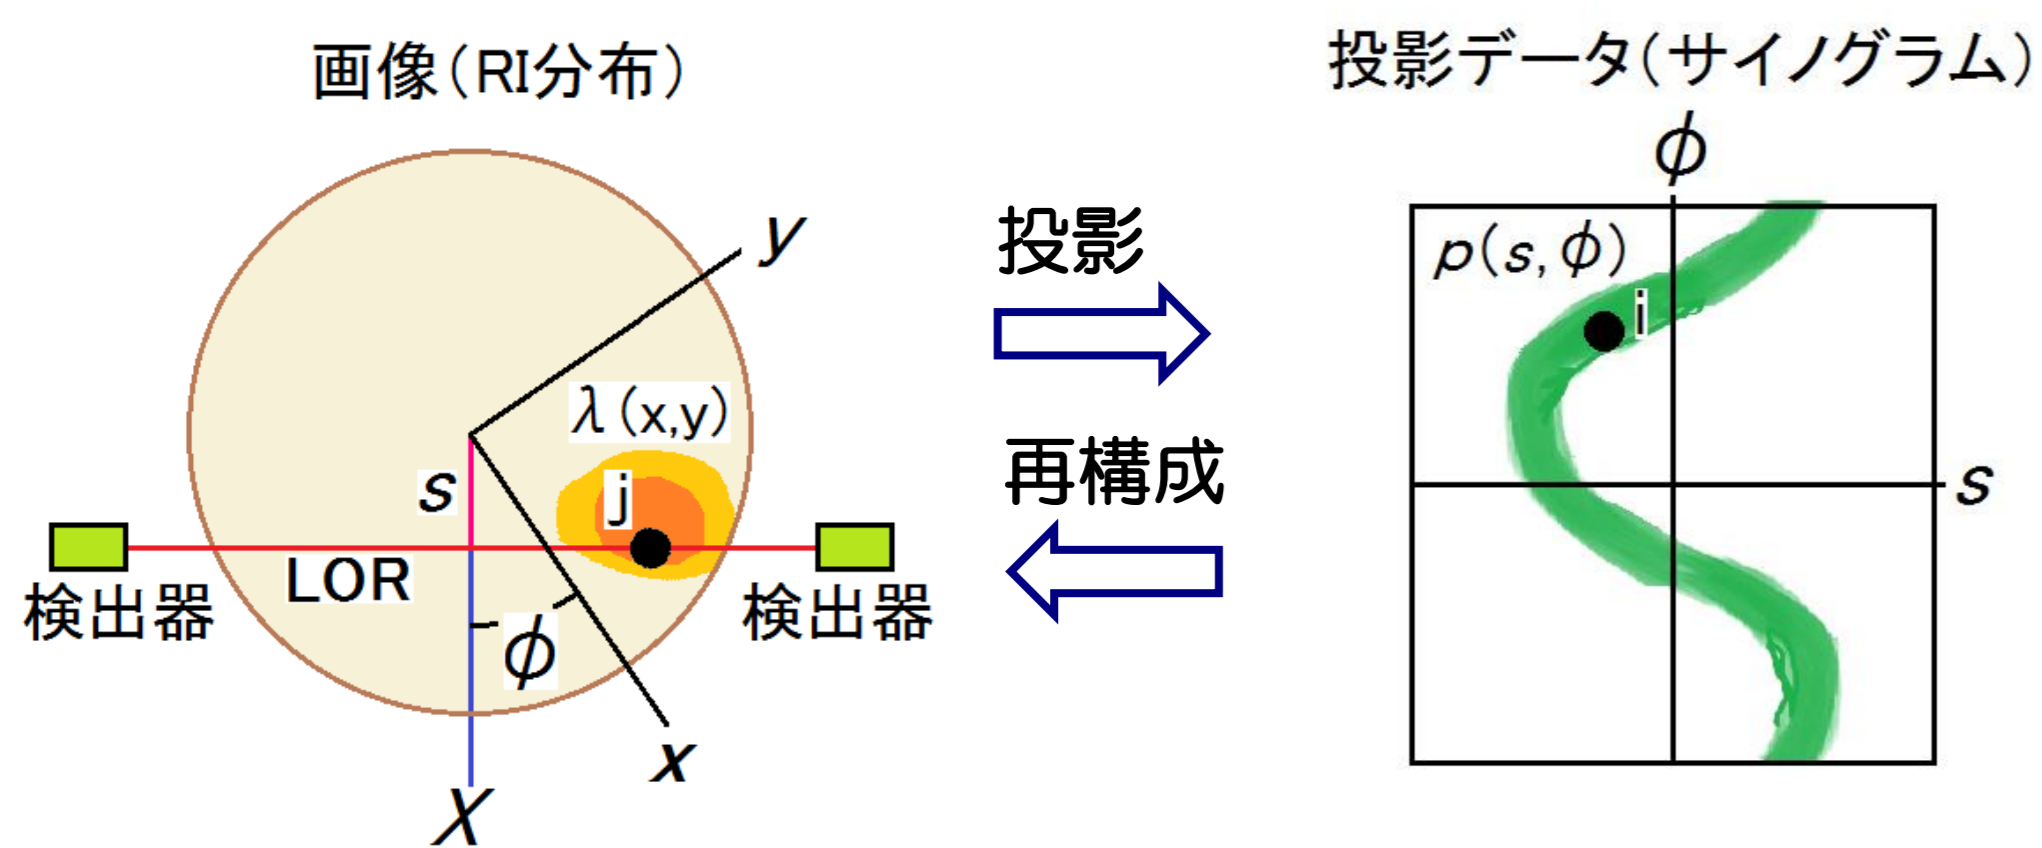 画像(RI分布)
y
λ(x,y)
j
s
LOR
検出器
検出器
φ
x
X
投影
再構成
投影データ(サイノグラム)
φ
p(s,φ)
i
s